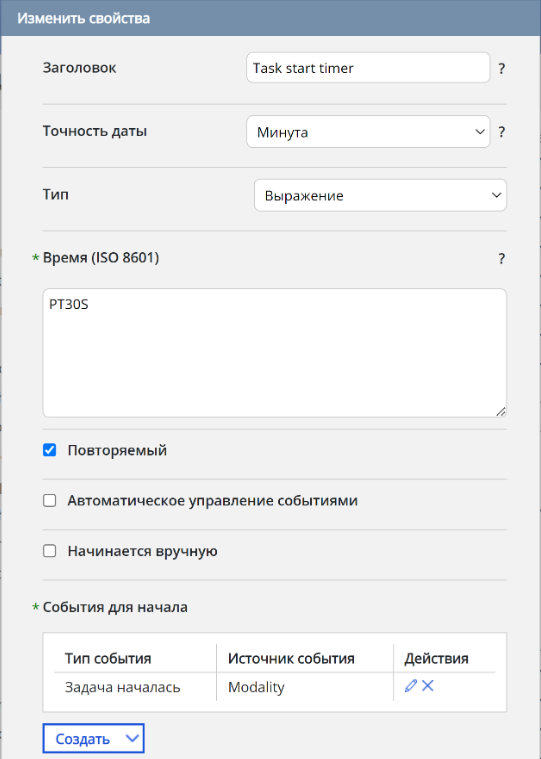 Изменить свойства
Заголовок Task start timer ?
Точность даты Минута ?
Тип Выражение
* Время (ISO 8601) ?
PT30S
Повторяемый
Автоматическое управление событиями
Начинается вручную
* События для начала
Тип события Источник события Действия
Задача началась Modality
Создать